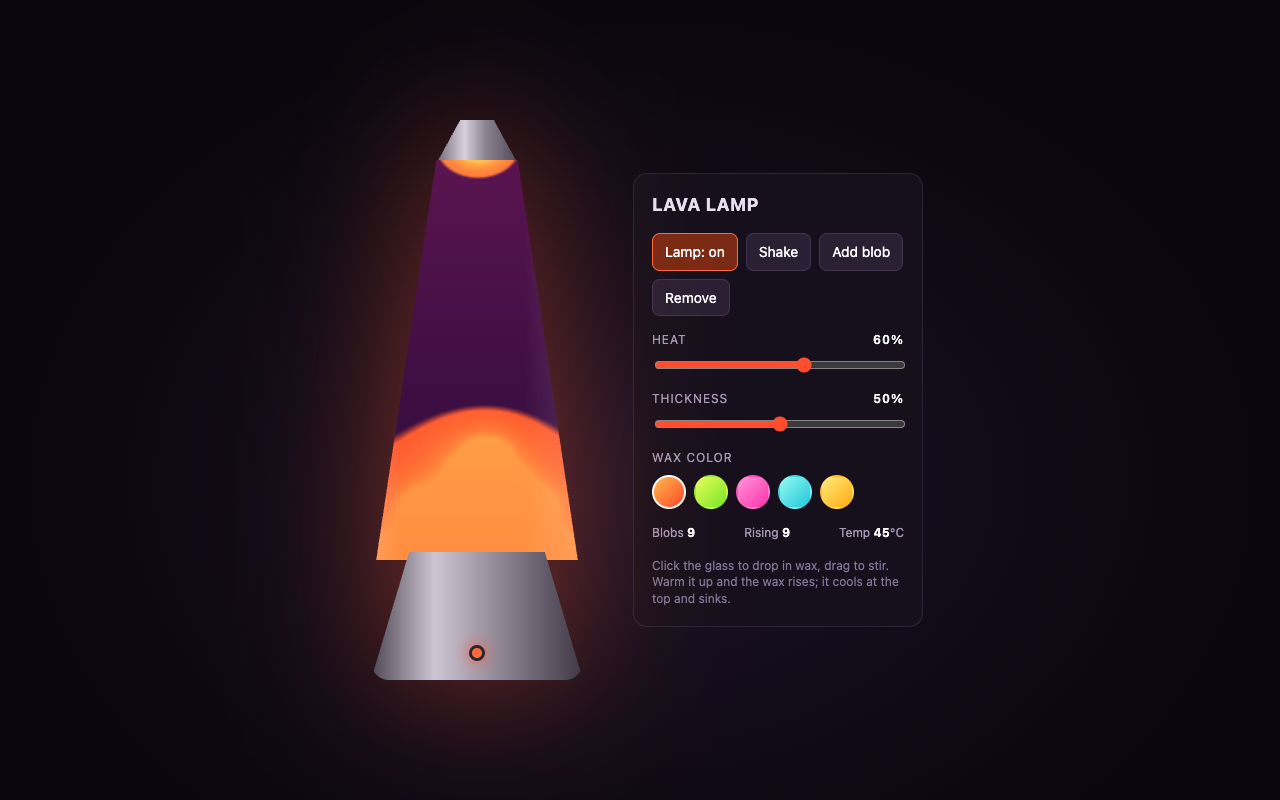 LAVA LAMP
Lamp: on Shake Add blob
Remove
HEAT 60%
THICKNESS 50%
WAX COLOR
Blobs 9 Rising 9 Temp 45°C
Click the glass to drop in wax, drag to stir.
Warm it up and the wax rises; it cools at the
top and sinks.